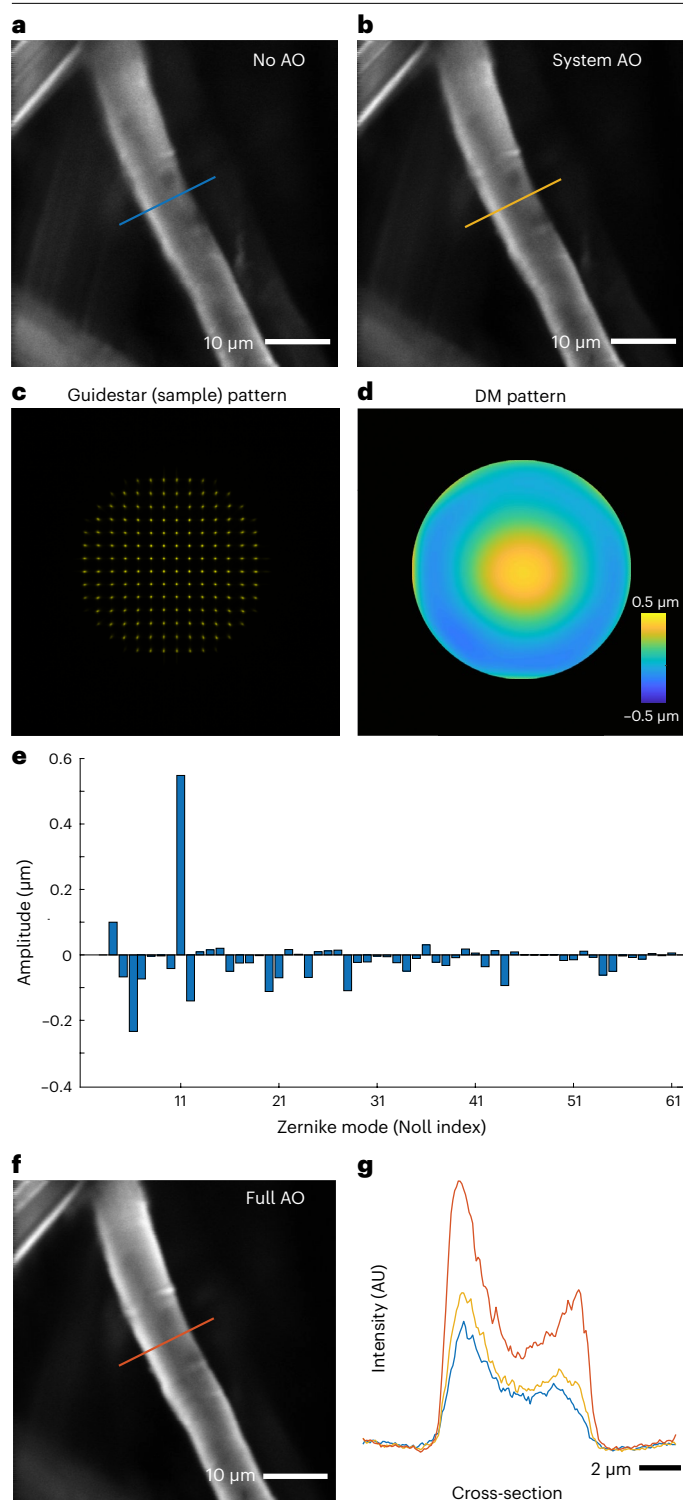 a
b
No AO
System AO
10 µm
10 µm
c
Guidestar (sample) pattern
d
DM pattern
0.5 µm
−0.5 µm
e
0.6
0.4
0.2
0
−0.2
−0.4
Amplitude (µm)
11
21
31
41
51
61
Zernike mode (Noll index)
f
Full AO
10 µm
g
Intensity (AU)
2 µm
Cross-section